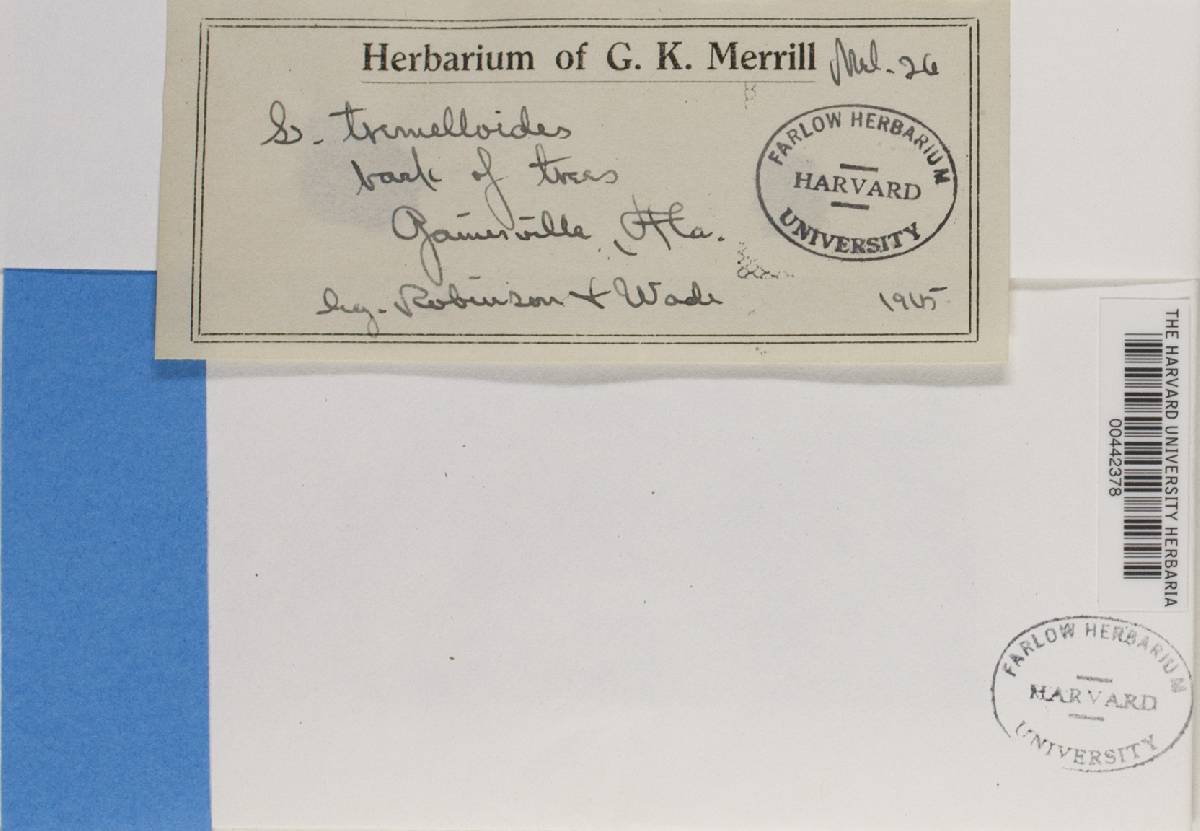 Herbarium of G. K. Merrill
26
tremelloides
bark of trees
Gainesville, Fla.
leg. Robinson & Wade
FARLOW HERBARIUM
HARVARD
UNIVERSITY
THE HARVARD UNIVERSITY HERBARIA
00442378
FARLOW HERBARIUM
HARVARD
UNIVERSITY